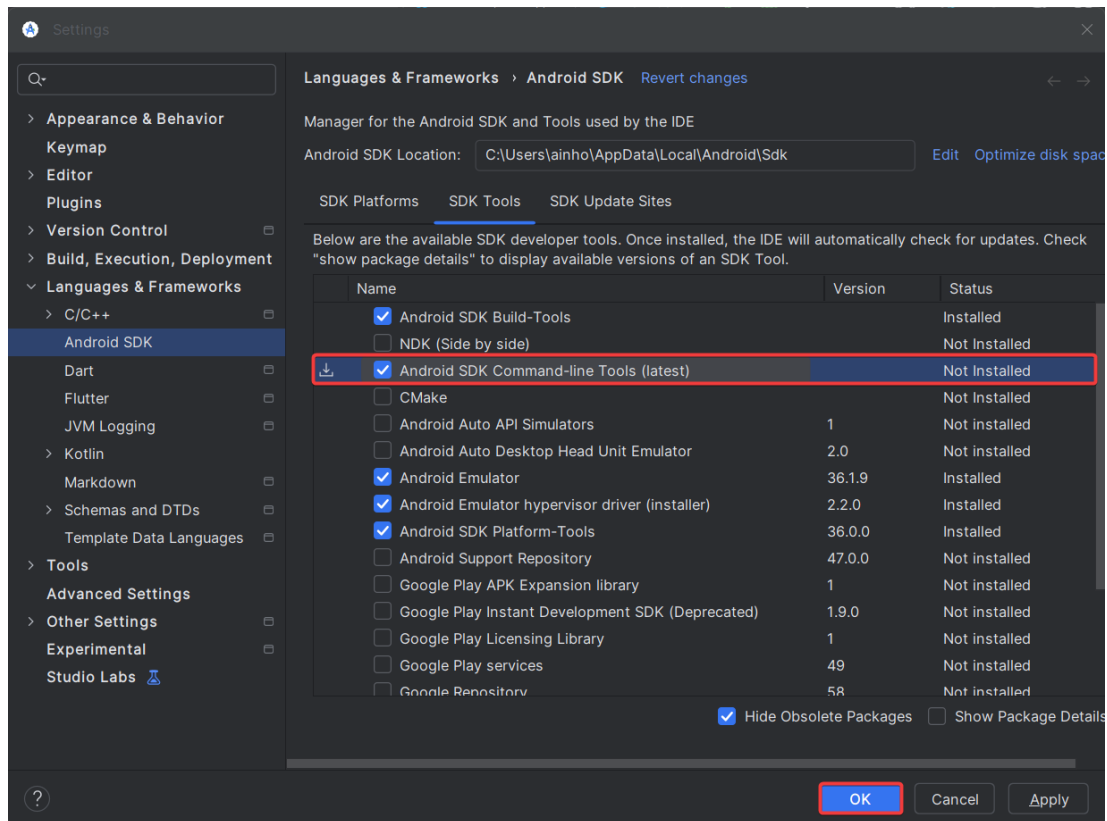 Settings
Languages & Frameworks › Android SDK Revert changes
Appearance & Behavior
Keymap
Editor
Plugins
Version Control
Build, Execution, Deployment
Languages & Frameworks
C/C++
Android SDK
Dart
Flutter
JVM Logging
Kotlin
Markdown
Schemas and DTDs
Template Data Languages
Tools
Advanced Settings
Other Settings
Experimental
Studio Labs
Manager for the Android SDK and Tools used by the IDE
Android SDK Location: C:\Users\ainho\AppData\Local\Android\Sdk Edit Optimize disk spac
SDK Platforms SDK Tools SDK Update Sites
Below are the available SDK developer tools. Once installed, the IDE will automatically check for updates. Check
"show package details" to display available versions of an SDK Tool.
Name Version Status
Android SDK Build-Tools Installed
NDK (Side by side) Not Installed
Android SDK Command-line Tools (latest) Not Installed
CMake Not Installed
Android Auto API Simulators 1 Not installed
Android Auto Desktop Head Unit Emulator 2.0 Not installed
Android Emulator 36.1.9 Installed
Android Emulator hypervisor driver (installer) 2.2.0 Installed
Android SDK Platform-Tools 36.0.0 Installed
Android Support Repository 47.0.0 Not installed
Google Play APK Expansion library 1 Not installed
Google Play Instant Development SDK (Deprecated) 1.9.0 Not installed
Google Play Licensing Library 1 Not installed
Google Play services 49 Not installed
Google Repository 58 Not installed
Hide Obsolete Packages Show Package Details
? OK Cancel Apply